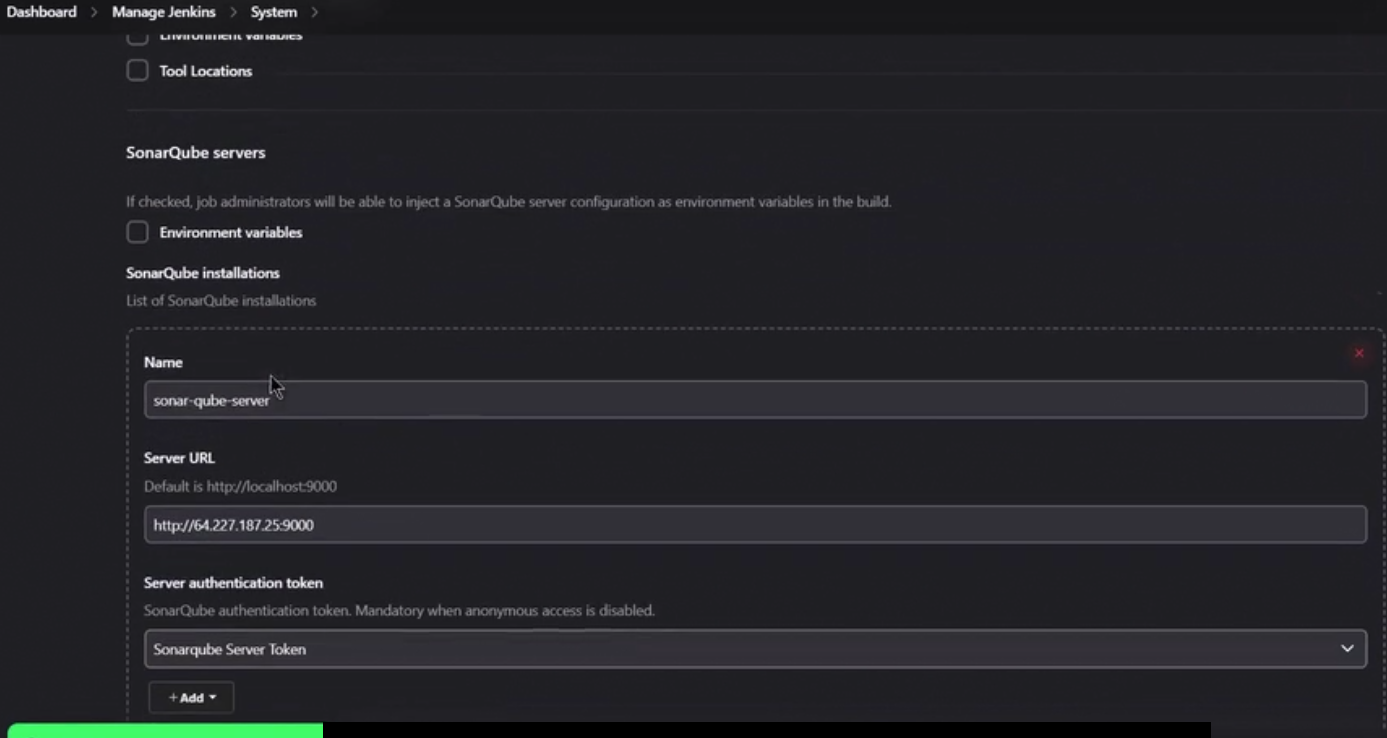 Dashboard > Manage Jenkins > System >
Environment variables
Tool Locations
SonarQube servers
If checked, job administrators will be able to inject a SonarQube server configuration as environment variables in the build.
Environment variables
SonarQube installations
List of SonarQube installations
Name
sonar-qube-server
Server URL
Default is http://localhost:9000
http://64.227.187.25:9000
Server authentication token
SonarQube authentication token. Mandatory when anonymous access is disabled.
Sonarqube Server Token
+ Add